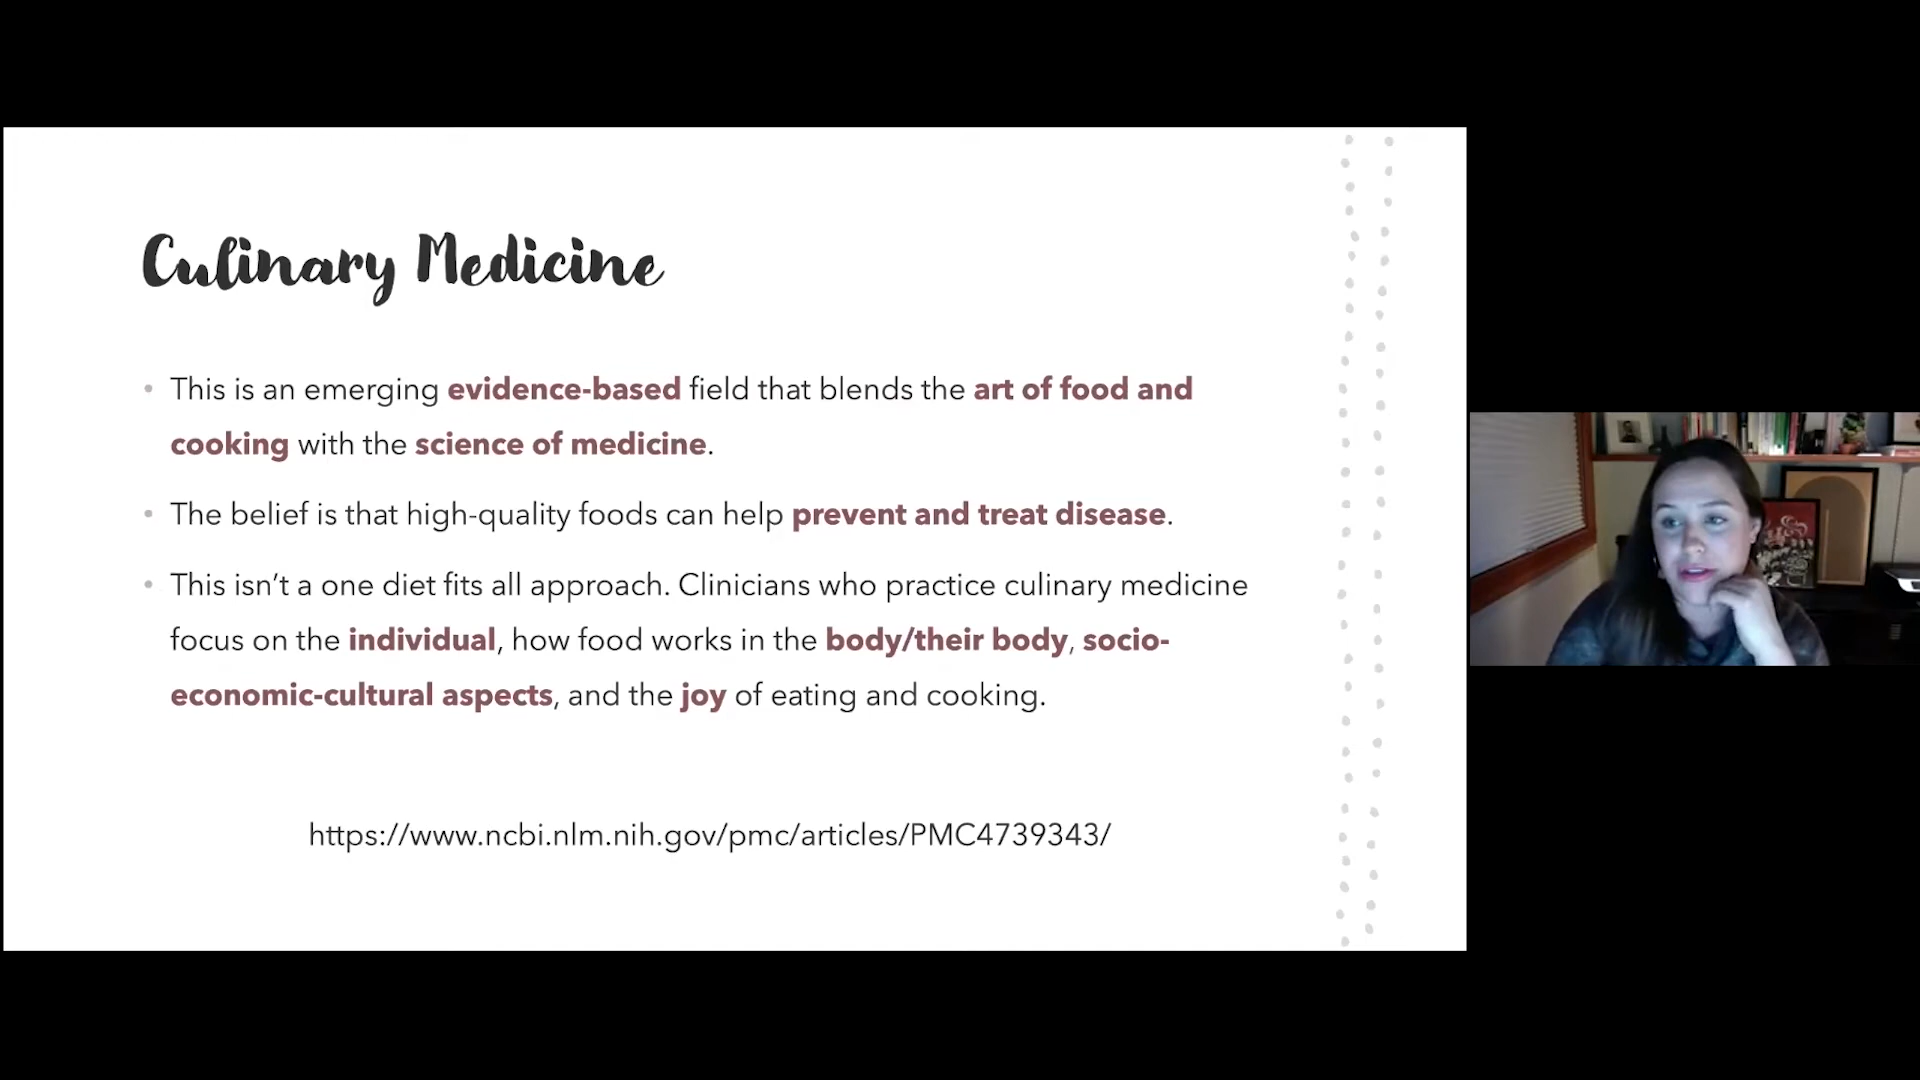 Culinary Medicine
• This is an emerging evidence-based field that blends the art of food and
cooking with the science of medicine.
• The belief is that high-quality foods can help prevent and treat disease.
• This isn’t a one diet fits all approach. Clinicians who practice culinary medicine
focus on the individual, how food works in the body/their body, socio-
economic-cultural aspects, and the joy of eating and cooking.
https://www.ncbi.nlm.nih.gov/pmc/articles/PMC4739343/